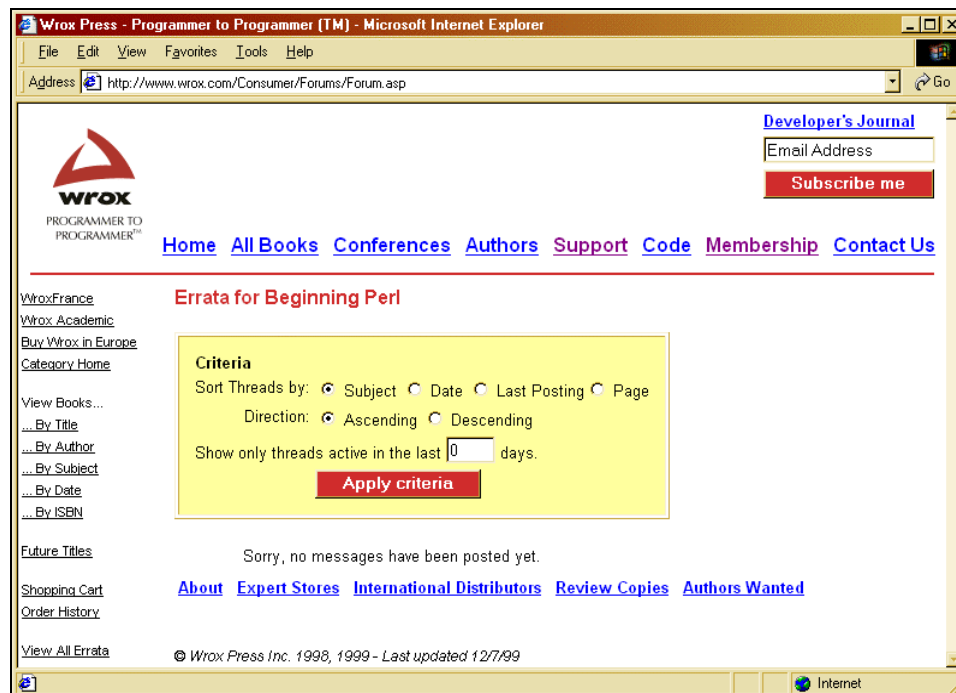 Wrox Press - Programmer to Programmer (TM) - Microsoft Internet Explorer
File Edit View Favorites Tools Help
Address http://www.wrox.com/Consumer/Forums/Forum.asp Go
Developer's Journal
Email Address
Subscribe me
wrox
PROGRAMMER TO
PROGRAMMER™
Home All Books Conferences Authors Support Code Membership Contact Us
WroxFrance
Wrox Academic
Buy Wrox in Europe
Category Home
View Books...
... By Title
... By Author
... By Subject
... By Date
... By ISBN
Future Titles
Shopping Cart
Order History
View All Errata
Errata for Beginning Perl
Criteria
Sort Threads by: Subject Date Last Posting Page
Direction: Ascending Descending
Show only threads active in the last 0 days.
Apply criteria
Sorry, no messages have been posted yet.
About Expert Stores International Distributors Review Copies Authors Wanted
© Wrox Press Inc. 1998, 1999 - Last updated 12/7/99
Internet